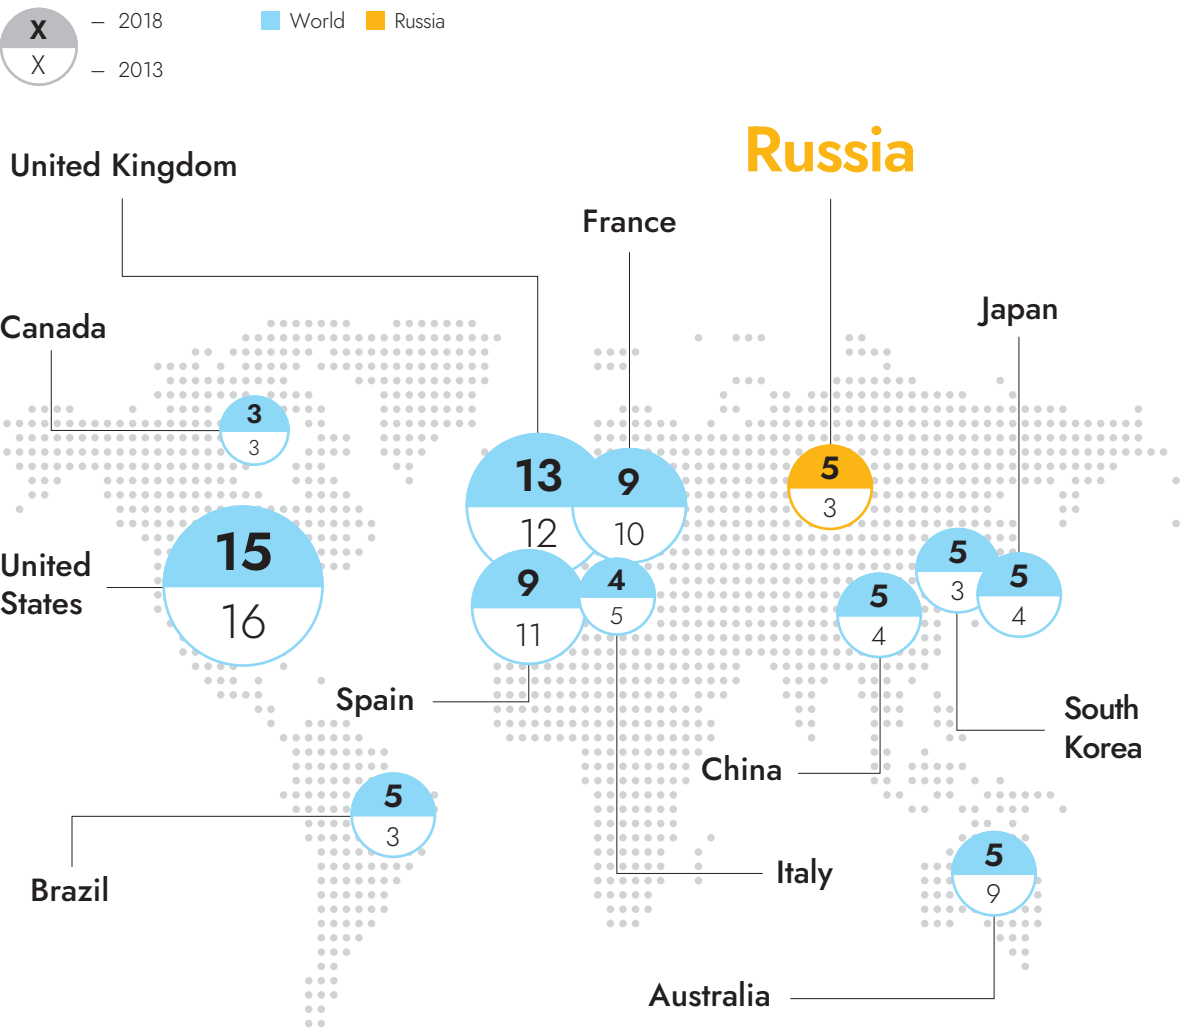 X – 2018
X – 2013
World
Russia
Russia
United Kingdom
France
Japan
Canada
3
3
13
12
9
10
5
3
United
States
15
16
9
11
4
5
5
4
5
3
5
4
Spain
South
Korea
China
5
3
Brazil
Italy
5
9
Australia